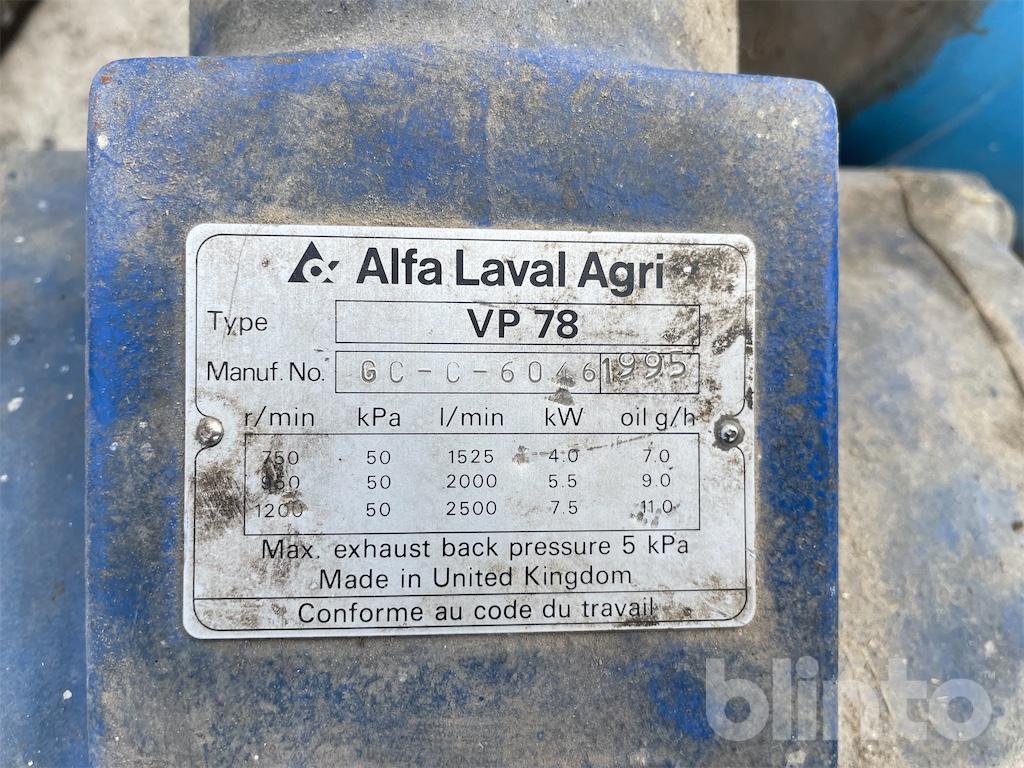 Alfa Laval Agri
Type VP 78
Manuf. No. GC-C-6046 1995
r/min kPa l/min kW oil g/h
750 50 1525 4.0 7.0
950 50 2000 5.5 9.0
1200 50 2500 7.5 11.0
Max. exhaust back pressure 5 kPa
Made in United Kingdom
Conforme au code du travail
blinto